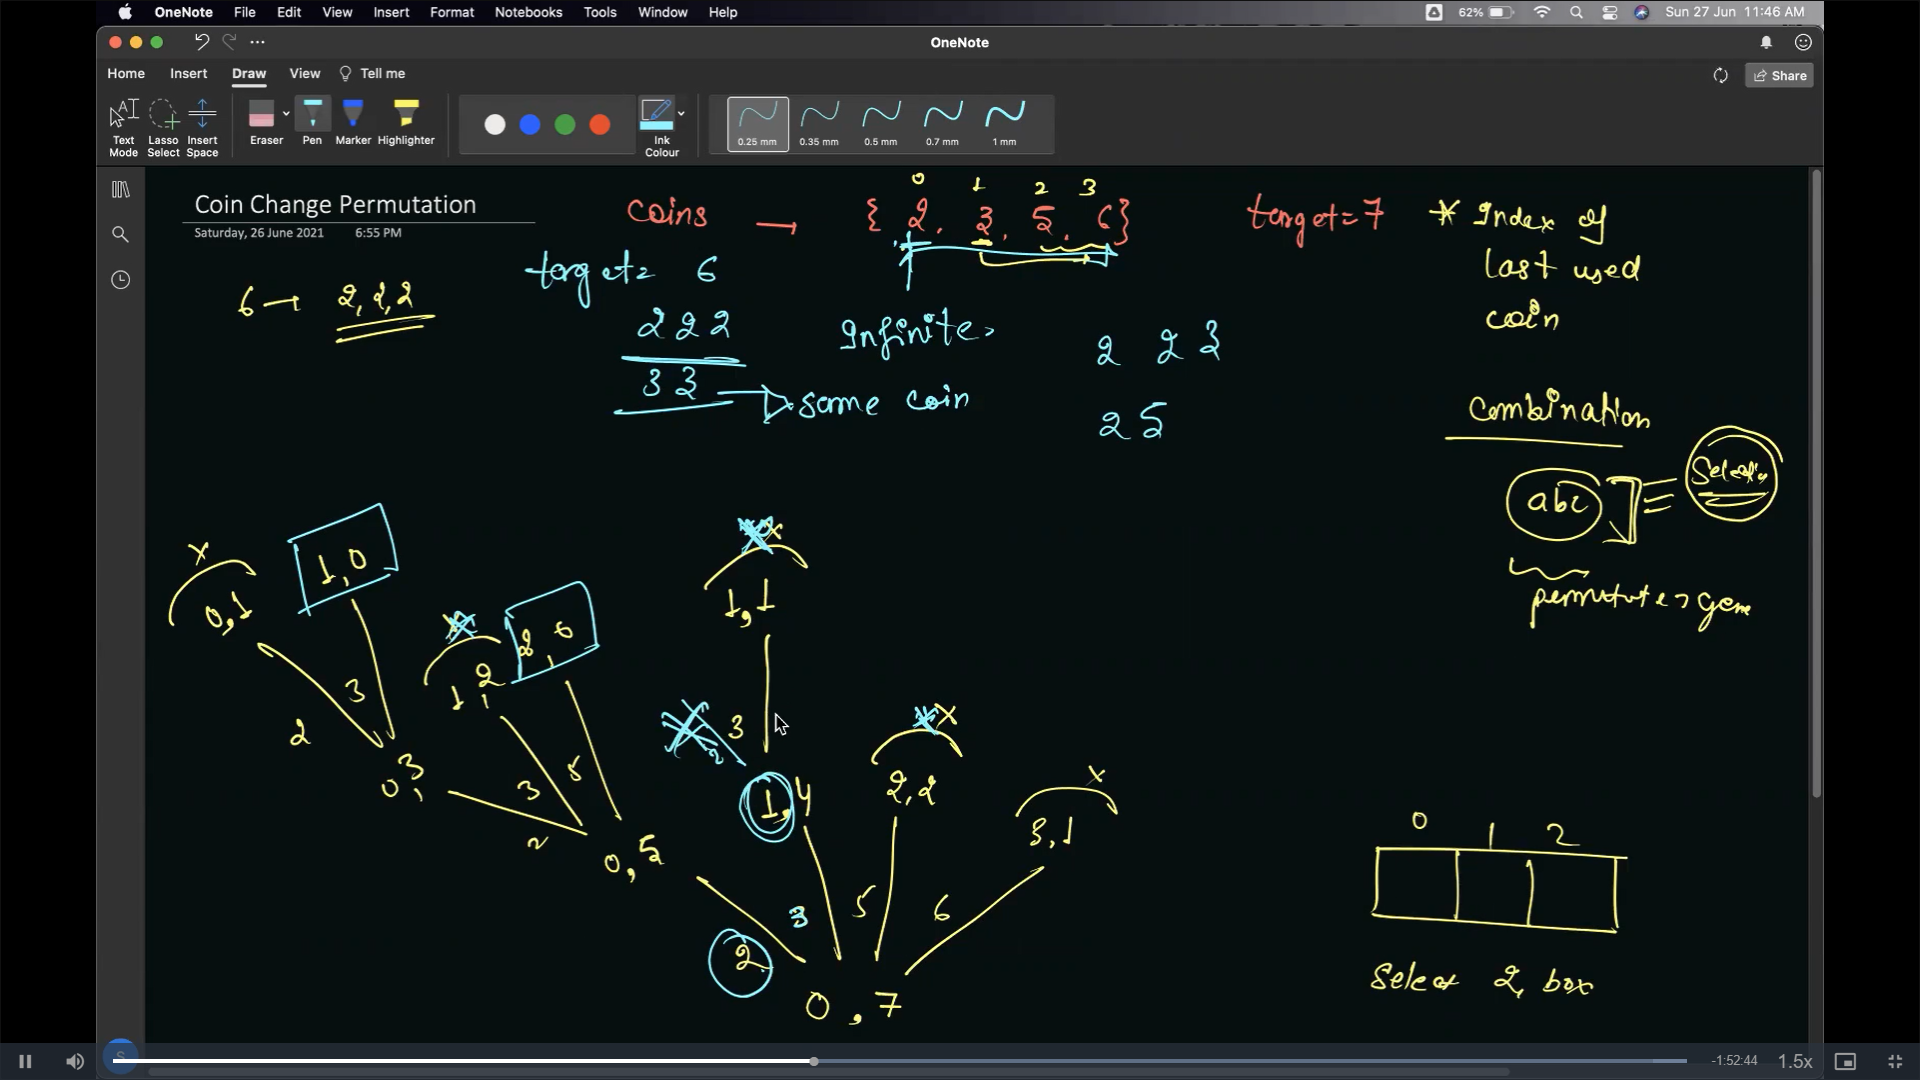 OneNote File Edit View Insert Format Notebooks Tools Window Help 62% Sun 27 Jun 11:46 AM
OneNote
Home Insert Draw View Tell me Share
Text Mode
Lasso Select
Insert Space
Eraser
Pen
Marker
Highlighter
Ink Colour
0.25 mm
0.35 mm
0.5 mm
0.7 mm
1 mm
Coin Change Permutation
Saturday, 26 June 2021 6:55 PM
0 1 2 3
coins → { 2, 3, 5, 6} target = 7
* Index of
last used
coin
target = 6
6 → 2, 2, 2
2 2 2
Infinite
3 3
same coin
2 2 3
2 5
combination
abc
permutate
x
0,1
1,0
1,2
1,1
x
2 3
0,3
3 5
2
0,5
3
2
1,4
x
2,2
x
3,1
2 3 5 6
0, 7
0 1 2
Select 2 box
-1:52:44 1.5x